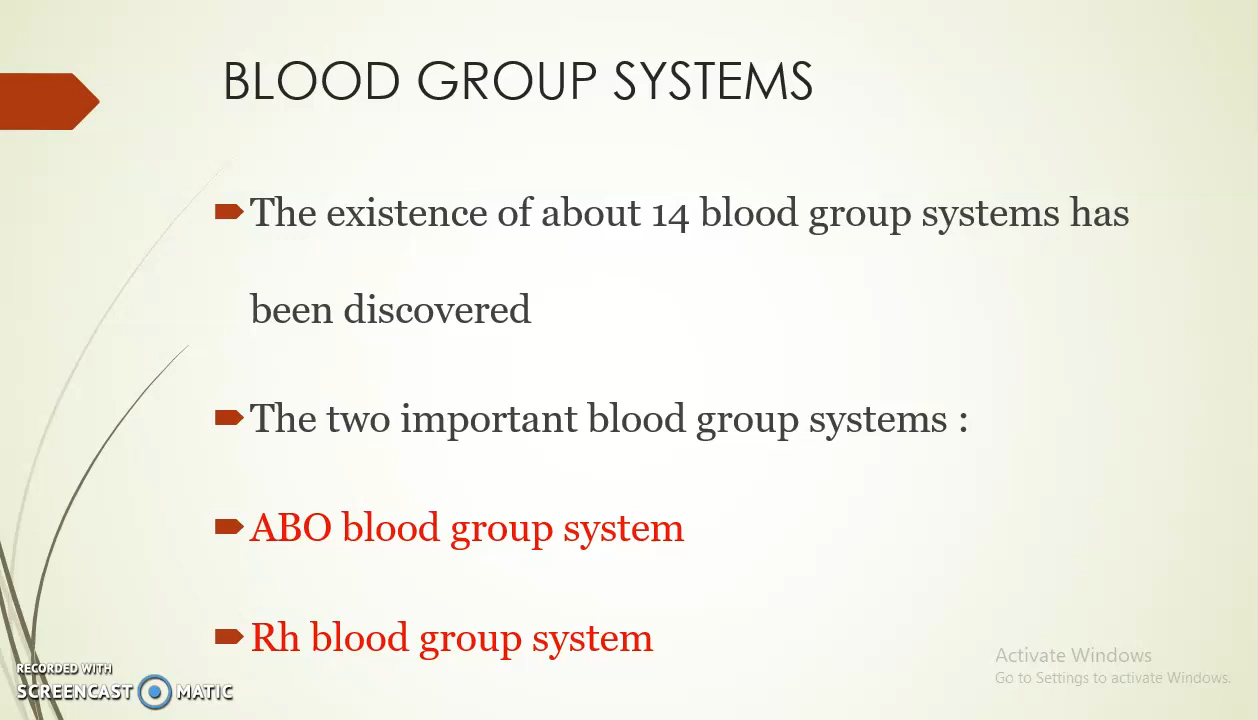 BLOOD GROUP SYSTEMS
The existence of about 14 blood group systems has
been discovered
The two important blood group systems :
ABO blood group system
Rh blood group system
RECORDED WITH
SCREENCAST MATIC
Activate Windows
Go to Settings to activate Windows.